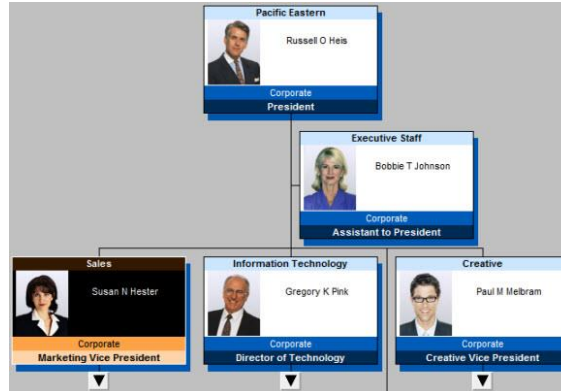 Pacific Eastern
Russell O Heis
Corporate
President
Executive Staff
Bobbie T Johnson
Corporate
Assistant to President
Sales
Susan N Hester
Corporate
Marketing Vice President
Information Technology
Gregory K Pink
Corporate
Director of Technology
Creative
Paul M Melbram
Corporate
Creative Vice President